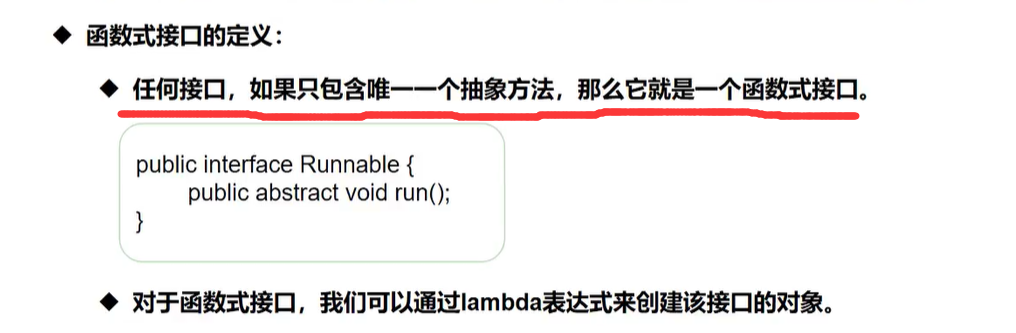 ◆ 函数式接口的定义：
◆ 任何接口，如果只包含唯一一个抽象方法，那么它就是一个函数式接口。
public interface Runnable {
public abstract void run();
}
◆ 对于函数式接口，我们可以通过lambda表达式来创建该接口的对象。